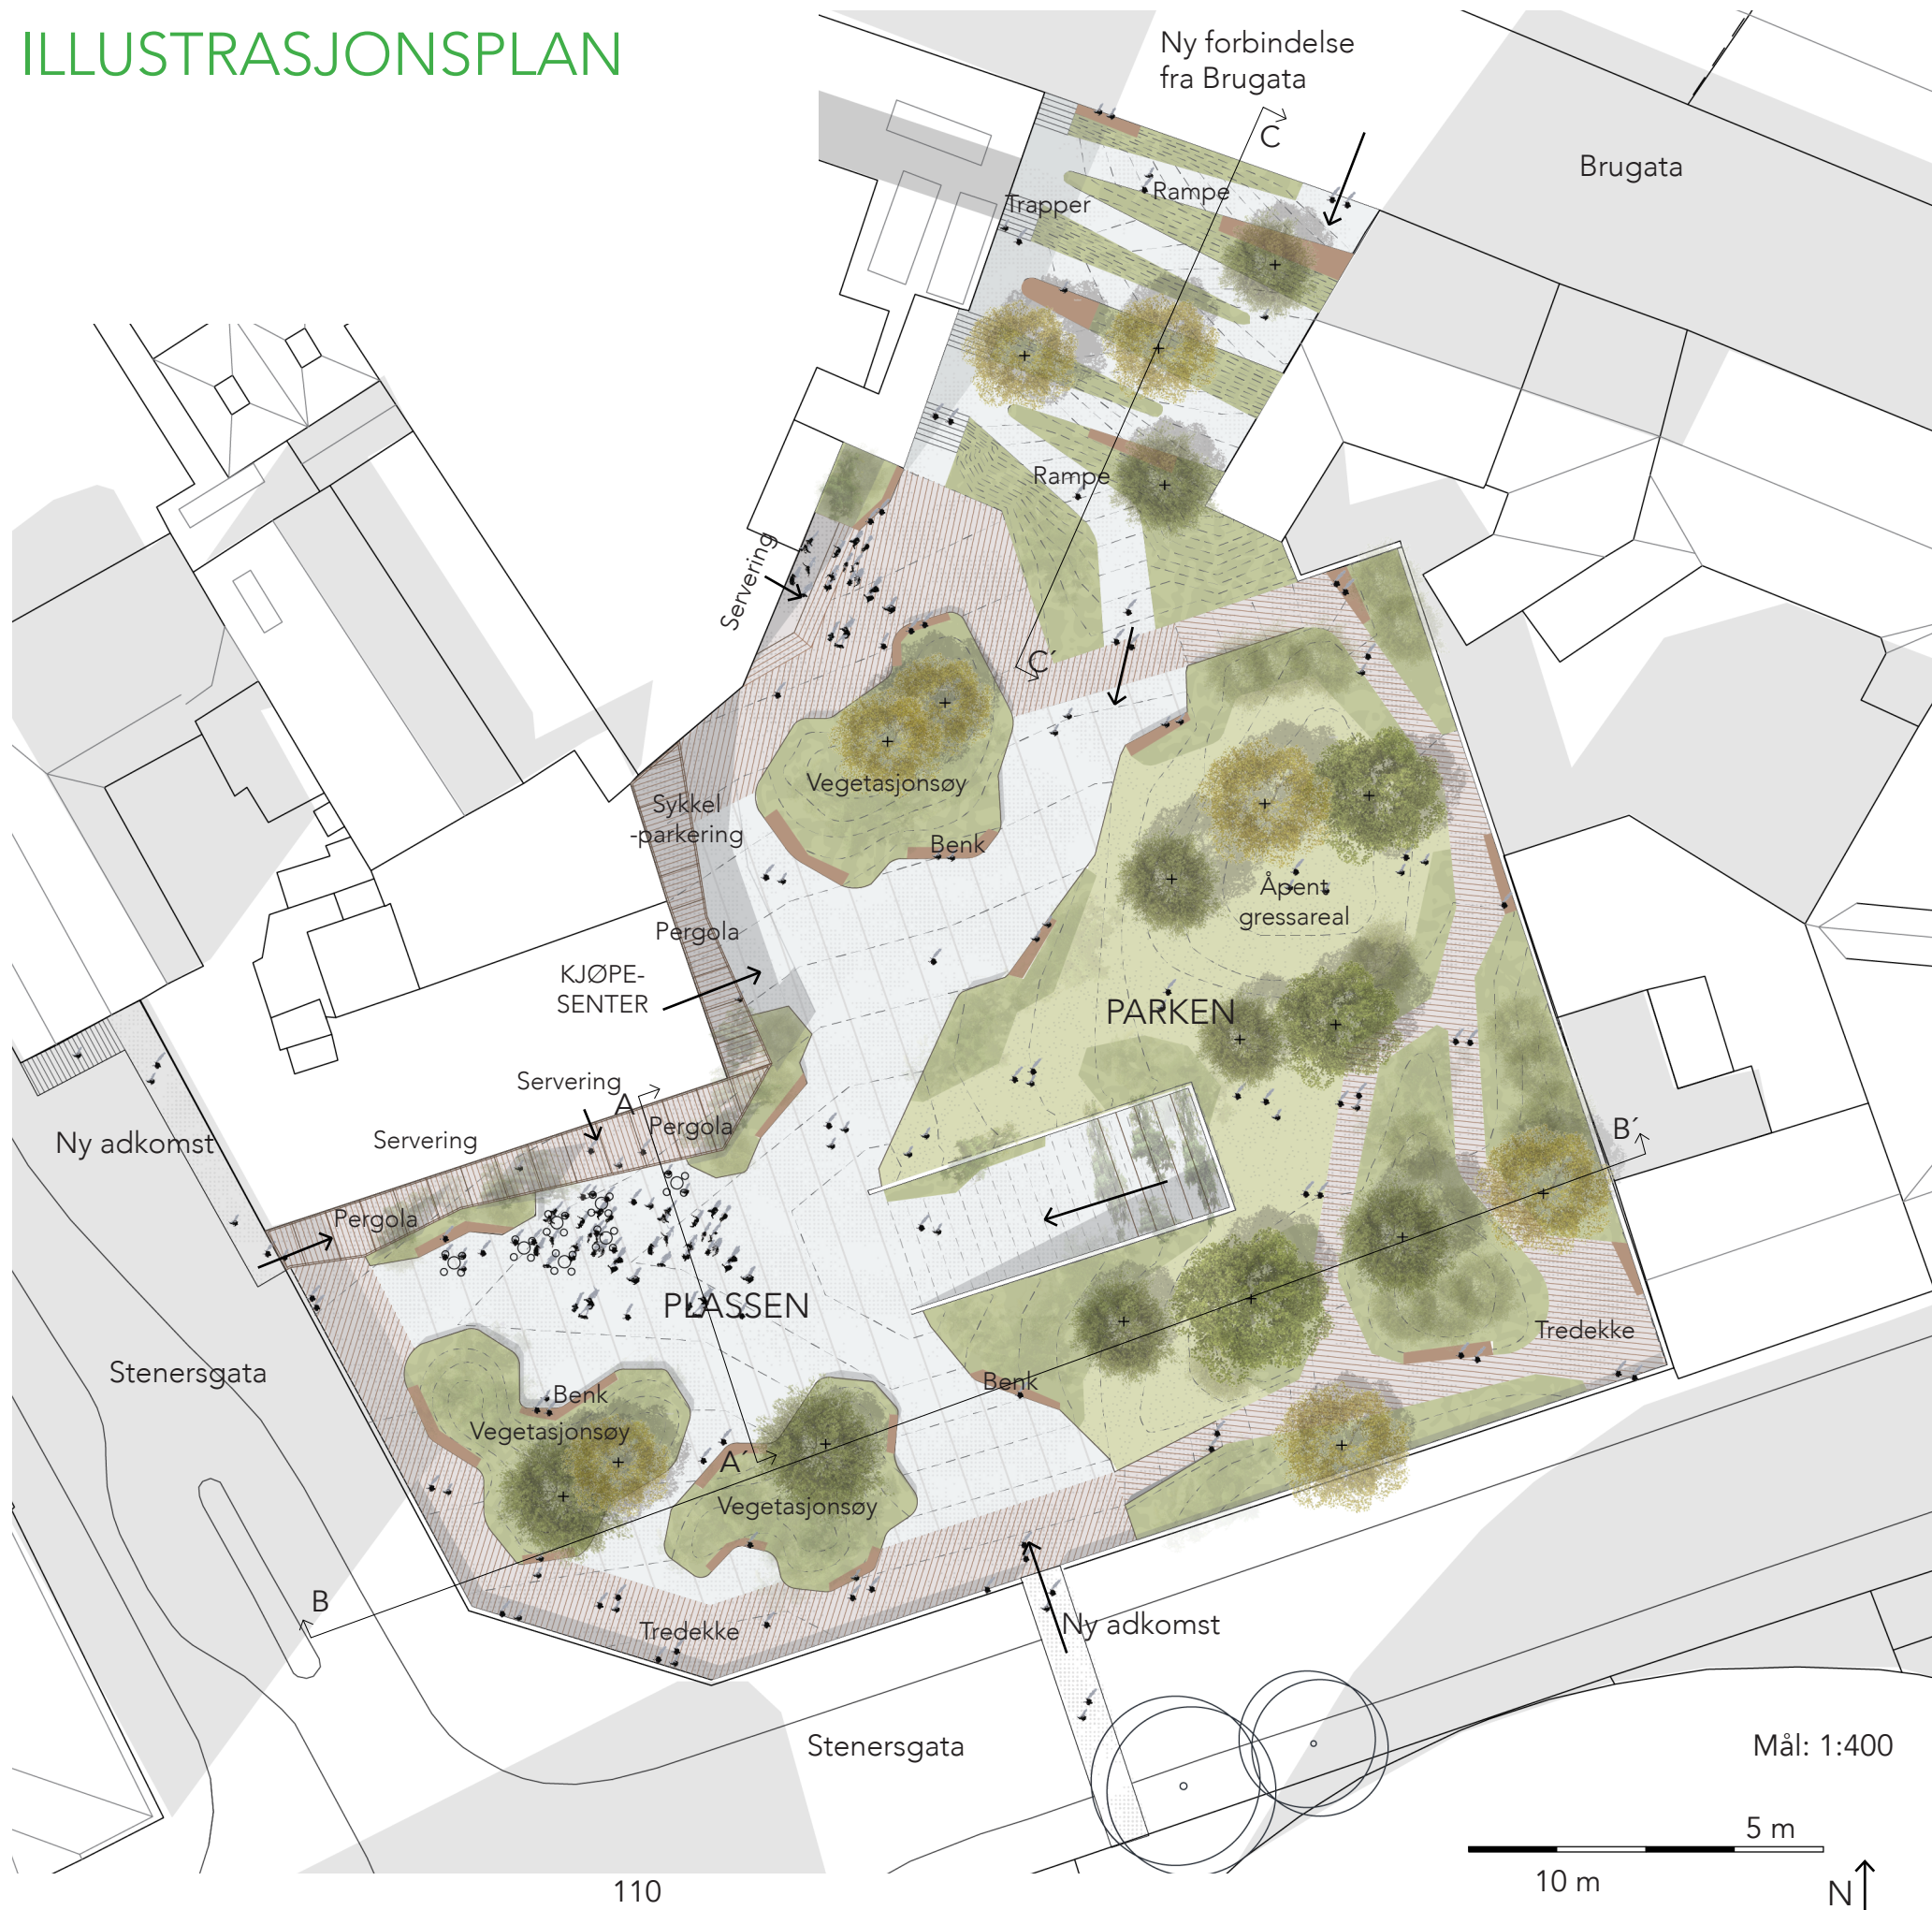 ILLUSTRASJONSPLAN
Ny forbindelse
fra Brugata
C
Brugata
Rampe
Trapper
Rampe
Servering
C´
Vegetasjonsøy
Sykkel
-parkering
Benk
Åpent
gressareal
Pergola
KJØPE-
SENTER
PARKEN
Servering
A
Pergola
Servering
Ny adkomst
B´
Pergola
PLASSEN
Tredekke
Stenersgata
Benk
Benk
Vegetasjonsøy
A´
Vegetasjonsøy
B
Tredekke
Ny adkomst
Stenersgata
Mål: 1:400
5 m
10 m
N
110